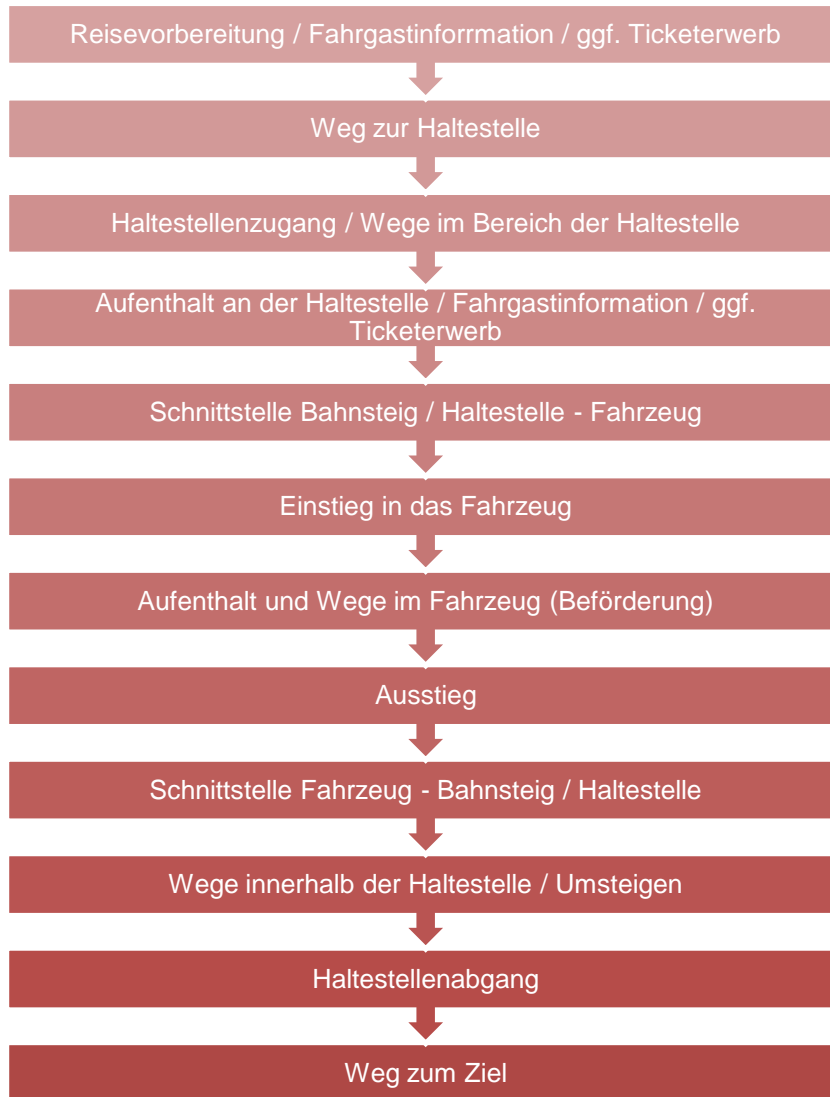 Reisevorbereitung / Fahrgastinforrmation / ggf. Ticketerwerb
Weg zur Haltestelle
Haltestellenzugang / Wege im Bereich der Haltestelle
Aufenthalt an der Haltestelle / Fahrgastinformation / ggf.
Ticketerwerb
Schnittstelle Bahnsteig / Haltestelle - Fahrzeug
Einstieg in das Fahrzeug
Aufenthalt und Wege im Fahrzeug (Beförderung)
Ausstieg
Schnittstelle Fahrzeug - Bahnsteig / Haltestelle
Wege innerhalb der Haltestelle / Umsteigen
Haltestellenabgang
Weg zum Ziel